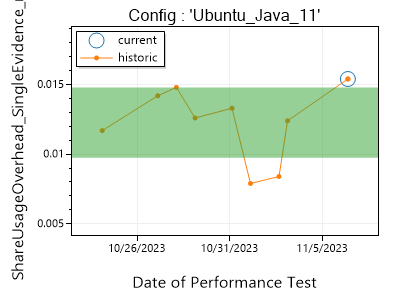 Config : 'Ubuntu_Java_11'
current
historic
ShareUsageOverhead_SingleEvidence_
0.015
0.01
0.005
10/26/2023
10/31/2023
11/5/2023
Date of Performance Test